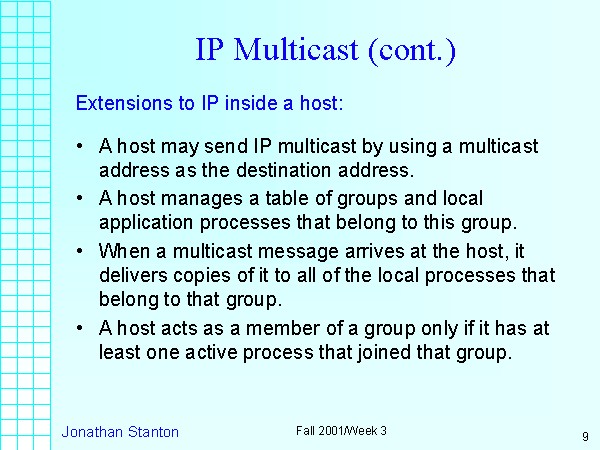 IP Multicast (cont.)
Extensions to IP inside a host:
• A host may send IP multicast by using a multicast
address as the destination address.
• A host manages a table of groups and local
application processes that belong to this group.
• When a multicast message arrives at the host, it
delivers copies of it to all of the local processes that
belong to that group.
• A host acts as a member of a group only if it has at
least one active process that joined that group.
Jonathan Stanton
Fall 2001/Week 3
9